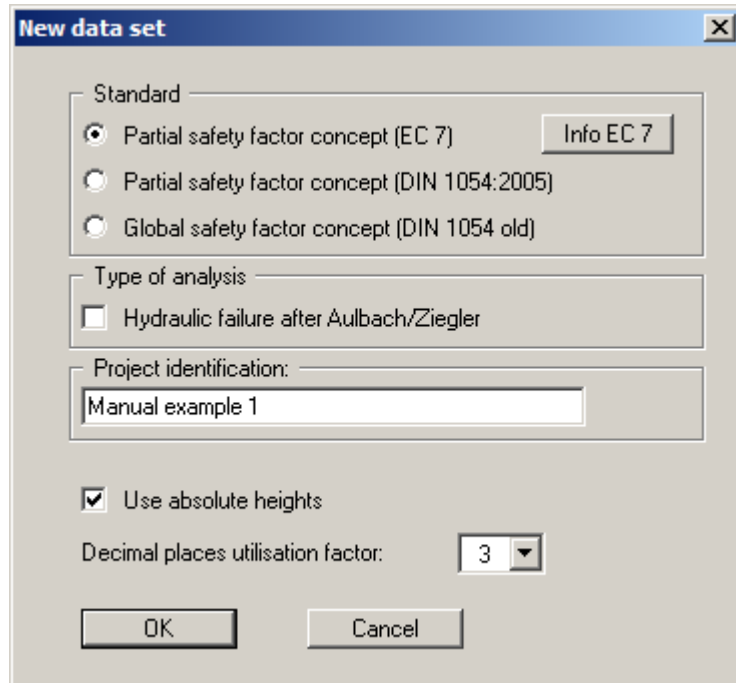 New data set
Standard
Partial safety factor concept (EC 7)
Info EC 7
Partial safety factor concept (DIN 1054:2005)
Global safety factor concept (DIN 1054 old)
Type of analysis
Hydraulic failure after Aulbach/Ziegler
Project identification:
Manual example 1
Use absolute heights
Decimal places utilisation factor: 3
OK Cancel